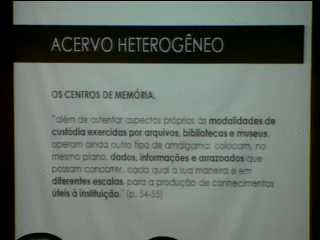 ACERVO HETEROGÊNEO
OS CENTROS DE MEMÓRIA,
"além de ostentar aspectos próprios às modalidades de
custódia exercidas por arquivos, bibliotecas e museus,
operam ainda outro tipo de amálgama: colocam, no
mesmo plano, dados, informações e arrazoados que
possam concorrer, cada qual à sua maneira e em
diferentes escalas, para a produção de conhecimentos
úteis à instituição." (p. 54-55)